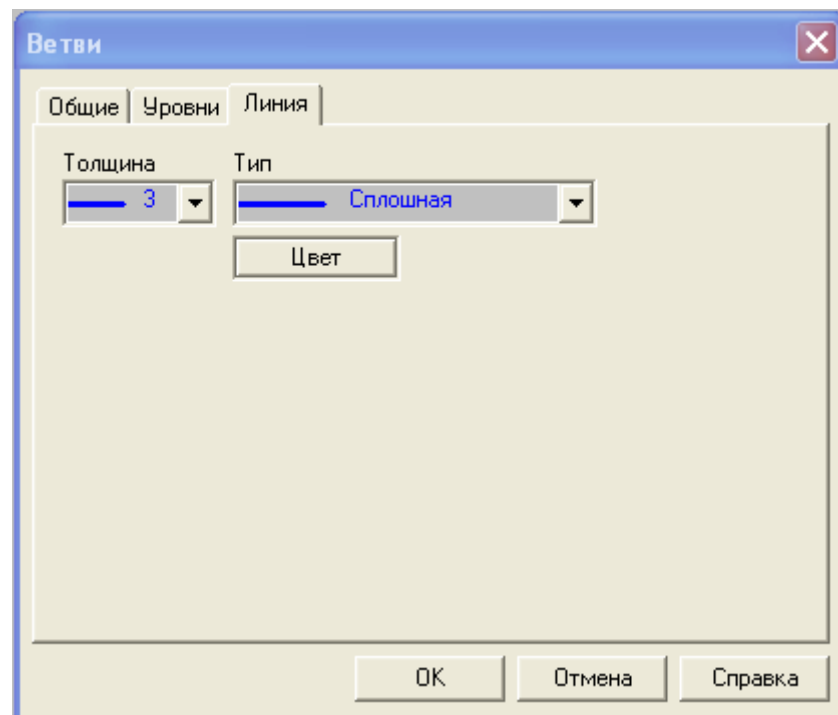 Ветви
Общие Уровни Линия
Толщина Тип
3 Сплошная
Цвет
OK Отмена Справка